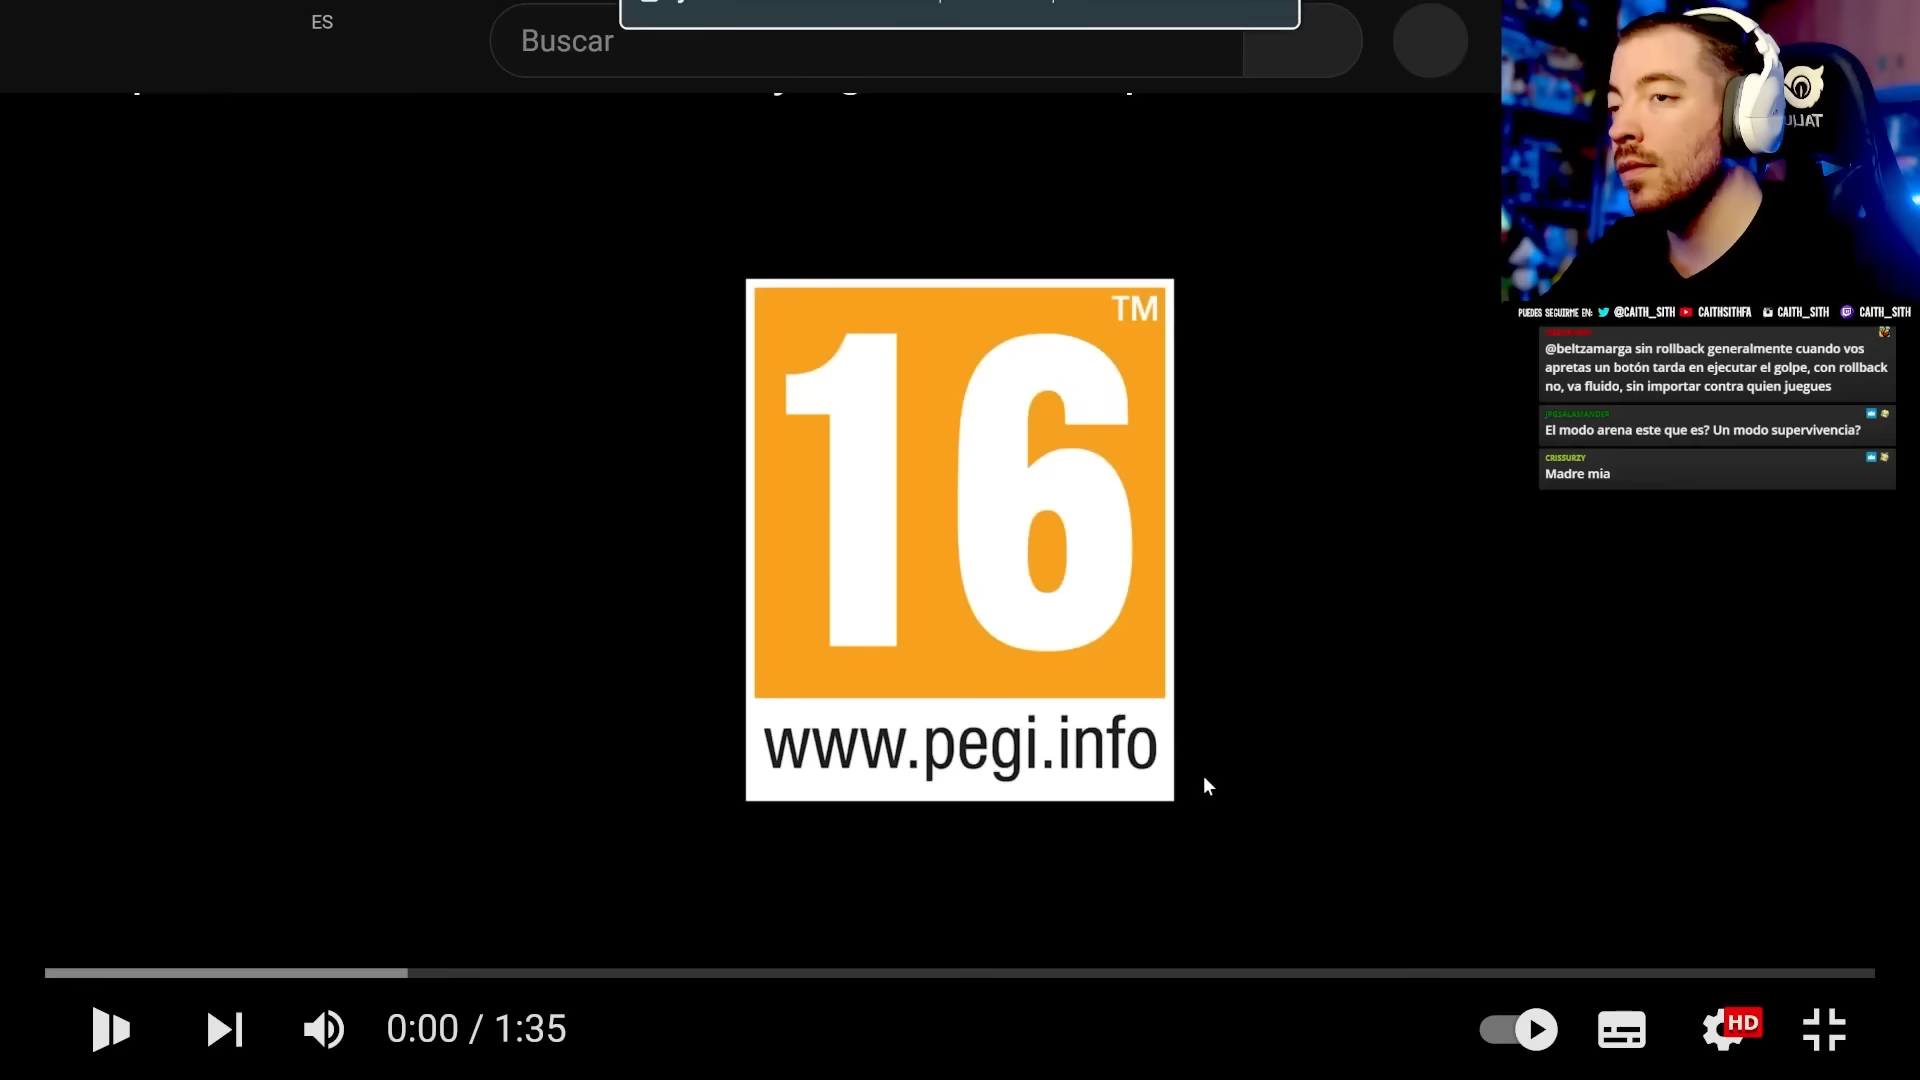 ES
Buscar
TM
16
www.pegi.info
TALIU
PUEDES SEGUIRME EN: @CAITH_SITH CAITHSITHFA CAITH_SITH CAITH_SITH
@beltzamarga sin rollback generalmente cuando vos
apretas un botón tarda en ejecutar el golpe, con rollback
no, va fluido, sin importar contra quien juegues
JPGSALAMANDER
El modo arena este que es? Un modo supervivencia?
CRISSURZY
Madre mia
0:00 / 1:35
HD